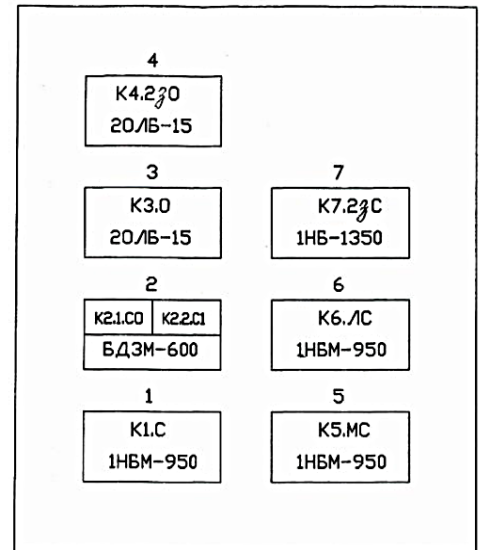 4
К4.2зО
2ОЛБ-15
3
К3.О
2ОЛБ-15
2
К2.1.СО К2.2.С1
БДЗМ-600
1
К1.С
1НБМ-950
7
К7.2зС
1НБ-1350
6
К6.ЛС
1НБМ-950
5
К5.МС
1НБМ-950